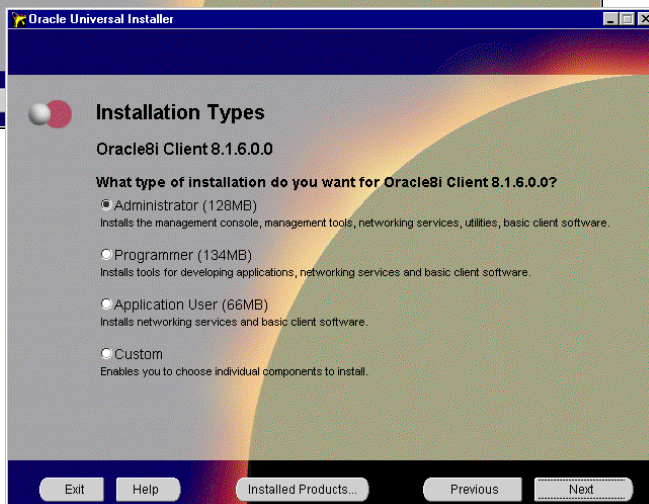 Oracle Universal Installer
Installation Types
Oracle8i Client 8.1.6.0.0
What type of installation do you want for Oracle8i Client 8.1.6.0.0?
Administrator (128MB)
Installs the management console, management tools, networking services, utilities, basic client software.
Programmer (134MB)
Installs tools for developing applications, networking services and basic client software.
Application User (66MB)
Installs networking services and basic client software.
Custom
Enables you to choose individual components to install.
Exit Help Installed Products... Previous Next